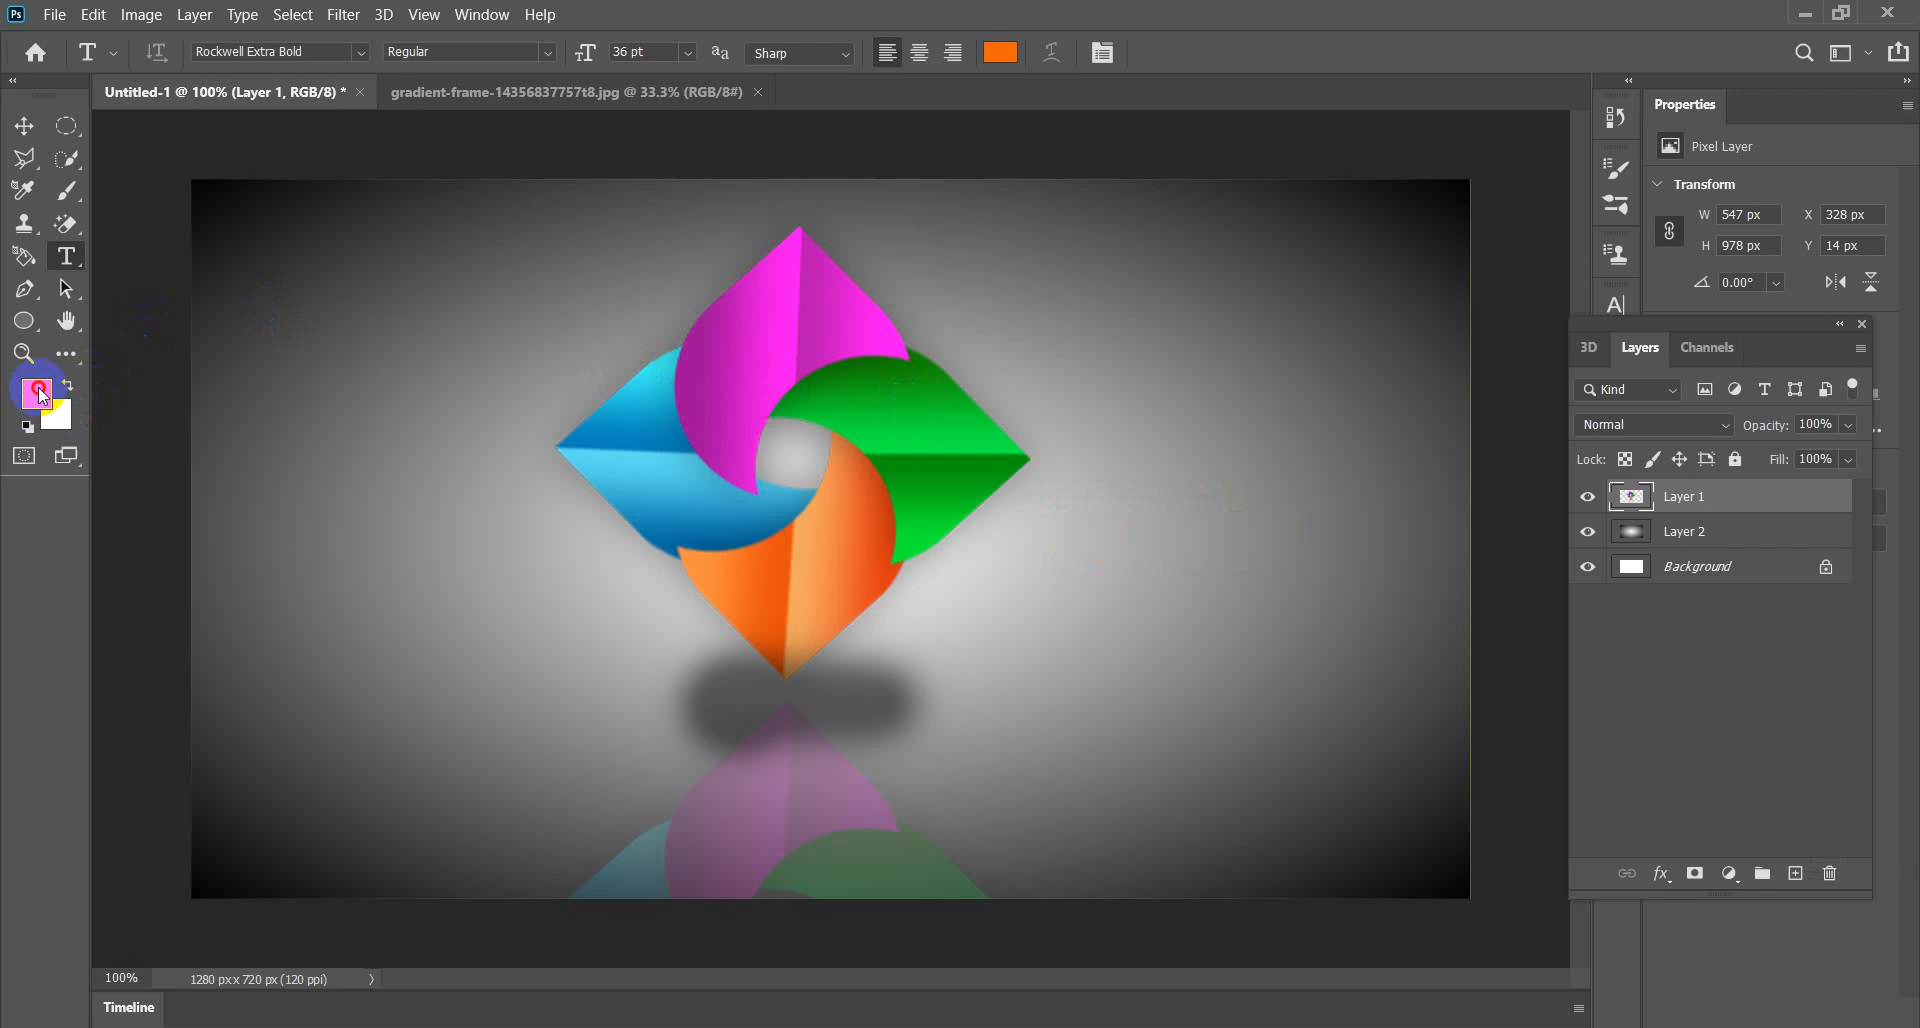 Ps File Edit Image Layer Type Select Filter 3D View Window Help
T Rockwell Extra Bold Regular 36 pt aa Sharp
Untitled-1 @ 100% (Layer 1, RGB/8) * gradient-frame-14356837757t8.jpg @ 33.3% (RGB/8#)
Properties
Pixel Layer
Transform
W 547 px X 328 px
H 978 px Y 14 px
0.00°
3D Layers Channels
Kind
Normal Opacity: 100%
Lock: Fill: 100%
Layer 1
Layer 2
Background
fx
100% 1280 px x 720 px (120 ppi)
Timeline